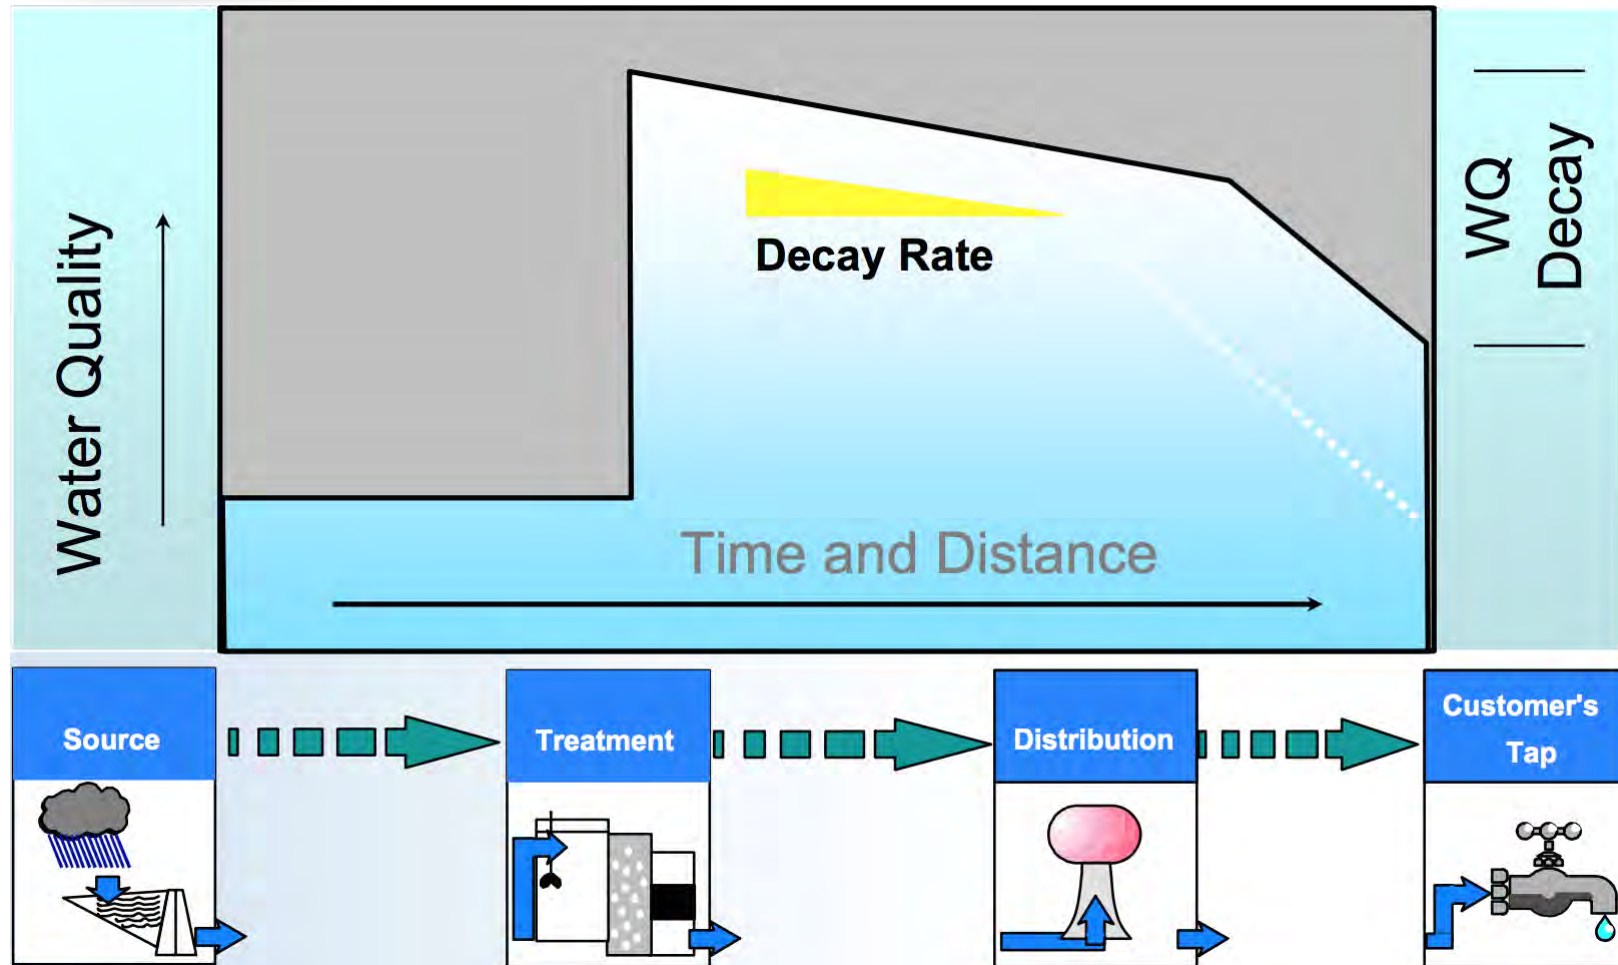 Water Quality
Decay Rate
Time and Distance
WQ
Decay
Source
Treatment
Distribution
Customer's
Tap